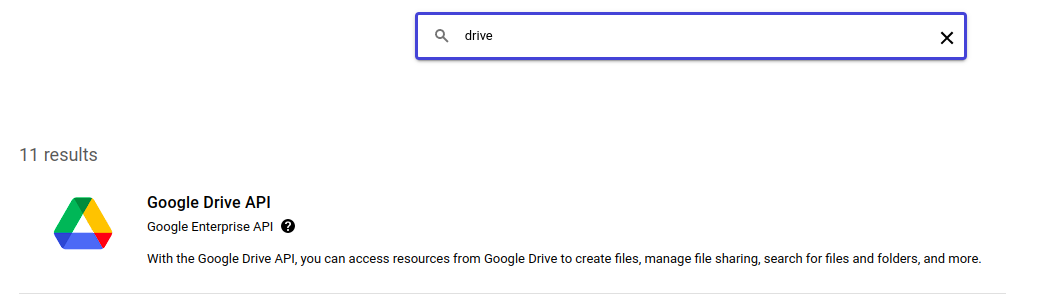 drive
11 results
Google Drive API
Google Enterprise API
With the Google Drive API, you can access resources from Google Drive to create files, manage file sharing, search for files and folders, and more.